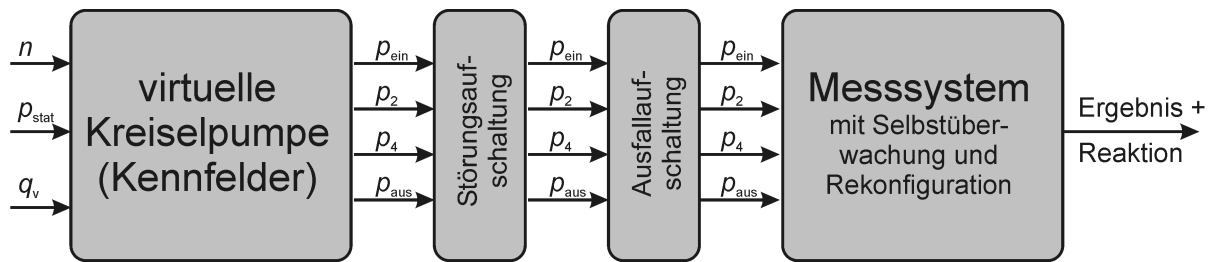 n
p_stat
q_v
virtuelle
Kreiselpumpe
(Kennfelder)
p_ein
p_2
p_4
p_aus
Störungsauf-
schaltung
p_ein
p_2
p_4
p_aus
Ausfallauf-
schaltung
p_ein
p_2
p_4
p_aus
Messsystem
mit Selbstüber-
wachung und
Rekonfiguration
Ergebnis +
Reaktion